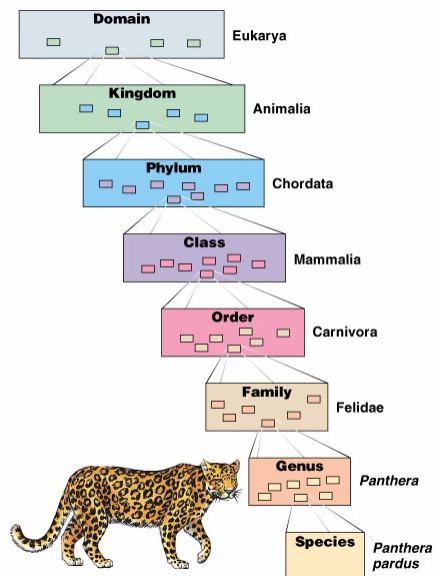 Domain
Eukarya
Kingdom
Animalia
Phylum
Chordata
Class
Mammalia
Order
Carnivora
Family
Felidae
Genus
Panthera
Species
Panthera
pardus